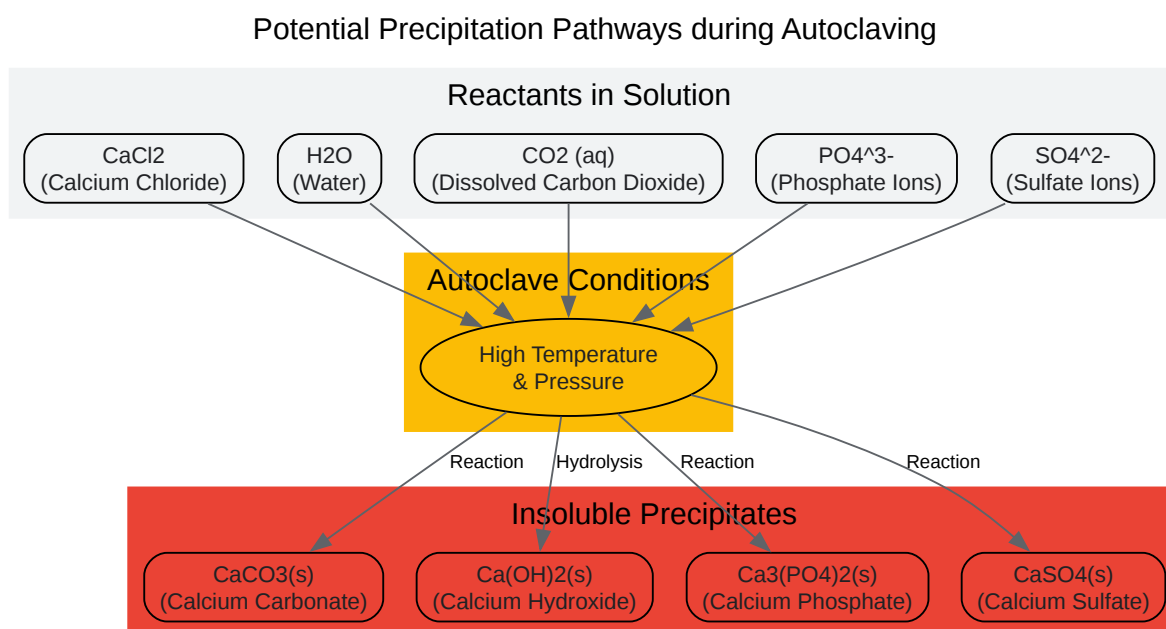 Potential Precipitation Pathways during Autoclaving
Reactants in Solution
CaCl2
(Calcium Chloride)
H2O
(Water)
CO2 (aq)
(Dissolved Carbon Dioxide)
PO4^3-
(Phosphate Ions)
SO4^2-
(Sulfate Ions)
Autoclave Conditions
High Temperature
& Pressure
Reaction
Hydrolysis
Reaction
Reaction
Insoluble Precipitates
CaCO3(s)
(Calcium Carbonate)
Ca(OH)2(s)
(Calcium Hydroxide)
Ca3(PO4)2(s)
(Calcium Phosphate)
CaSO4(s)
(Calcium Sulfate)